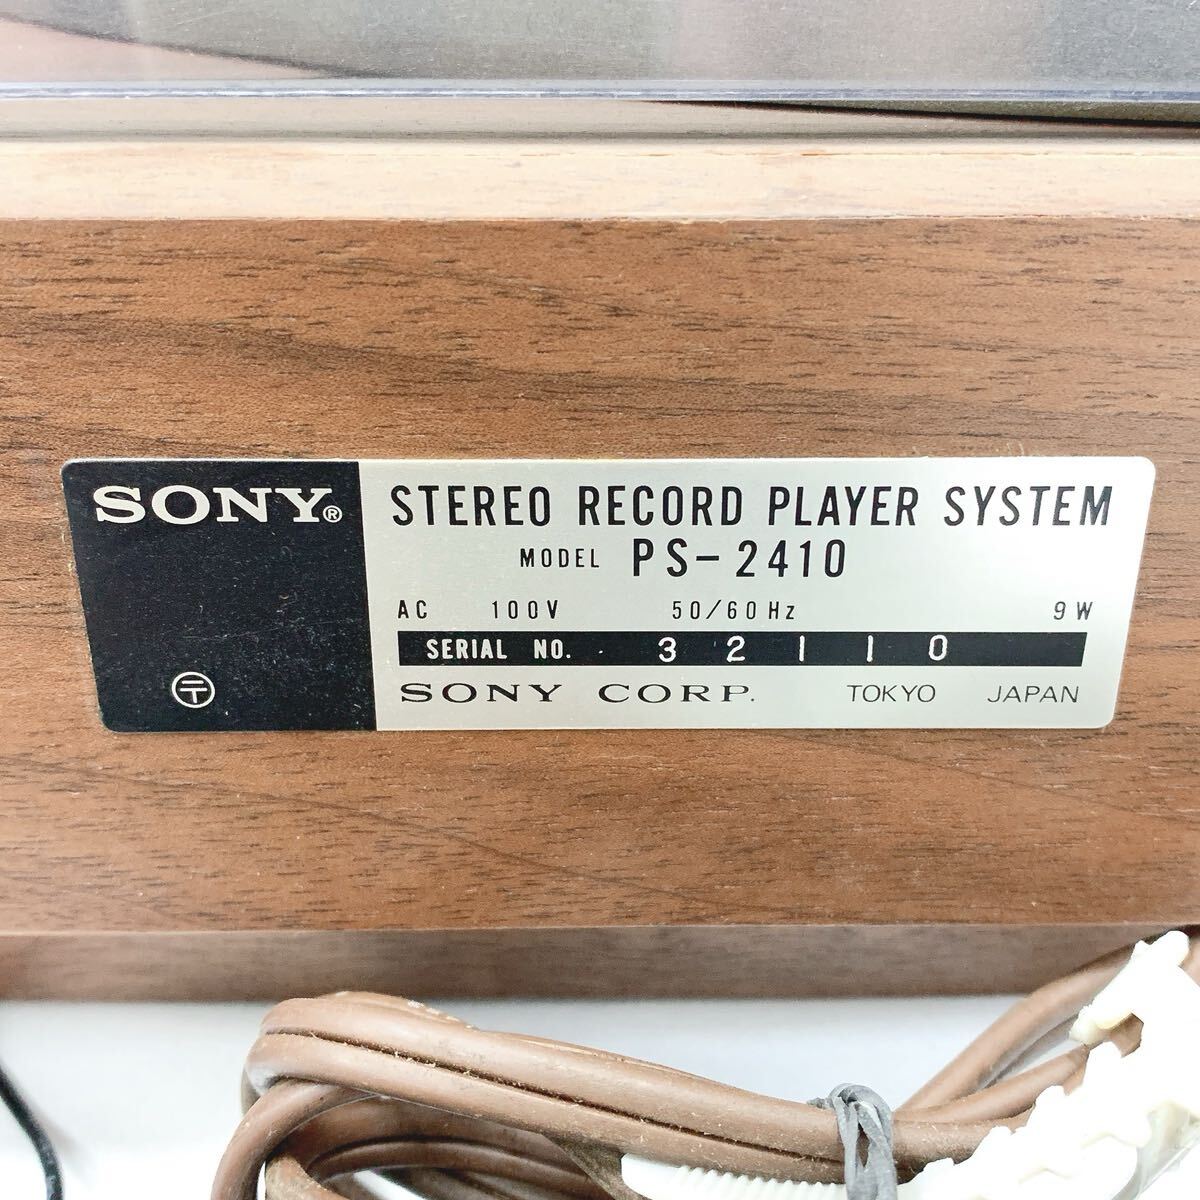 SONY®
STEREO RECORD PLAYER SYSTEM
MODEL PS-2410
AC 100V 50/60Hz 9W
SERIAL NO. 32110
SONY CORP. TOKYO JAPAN